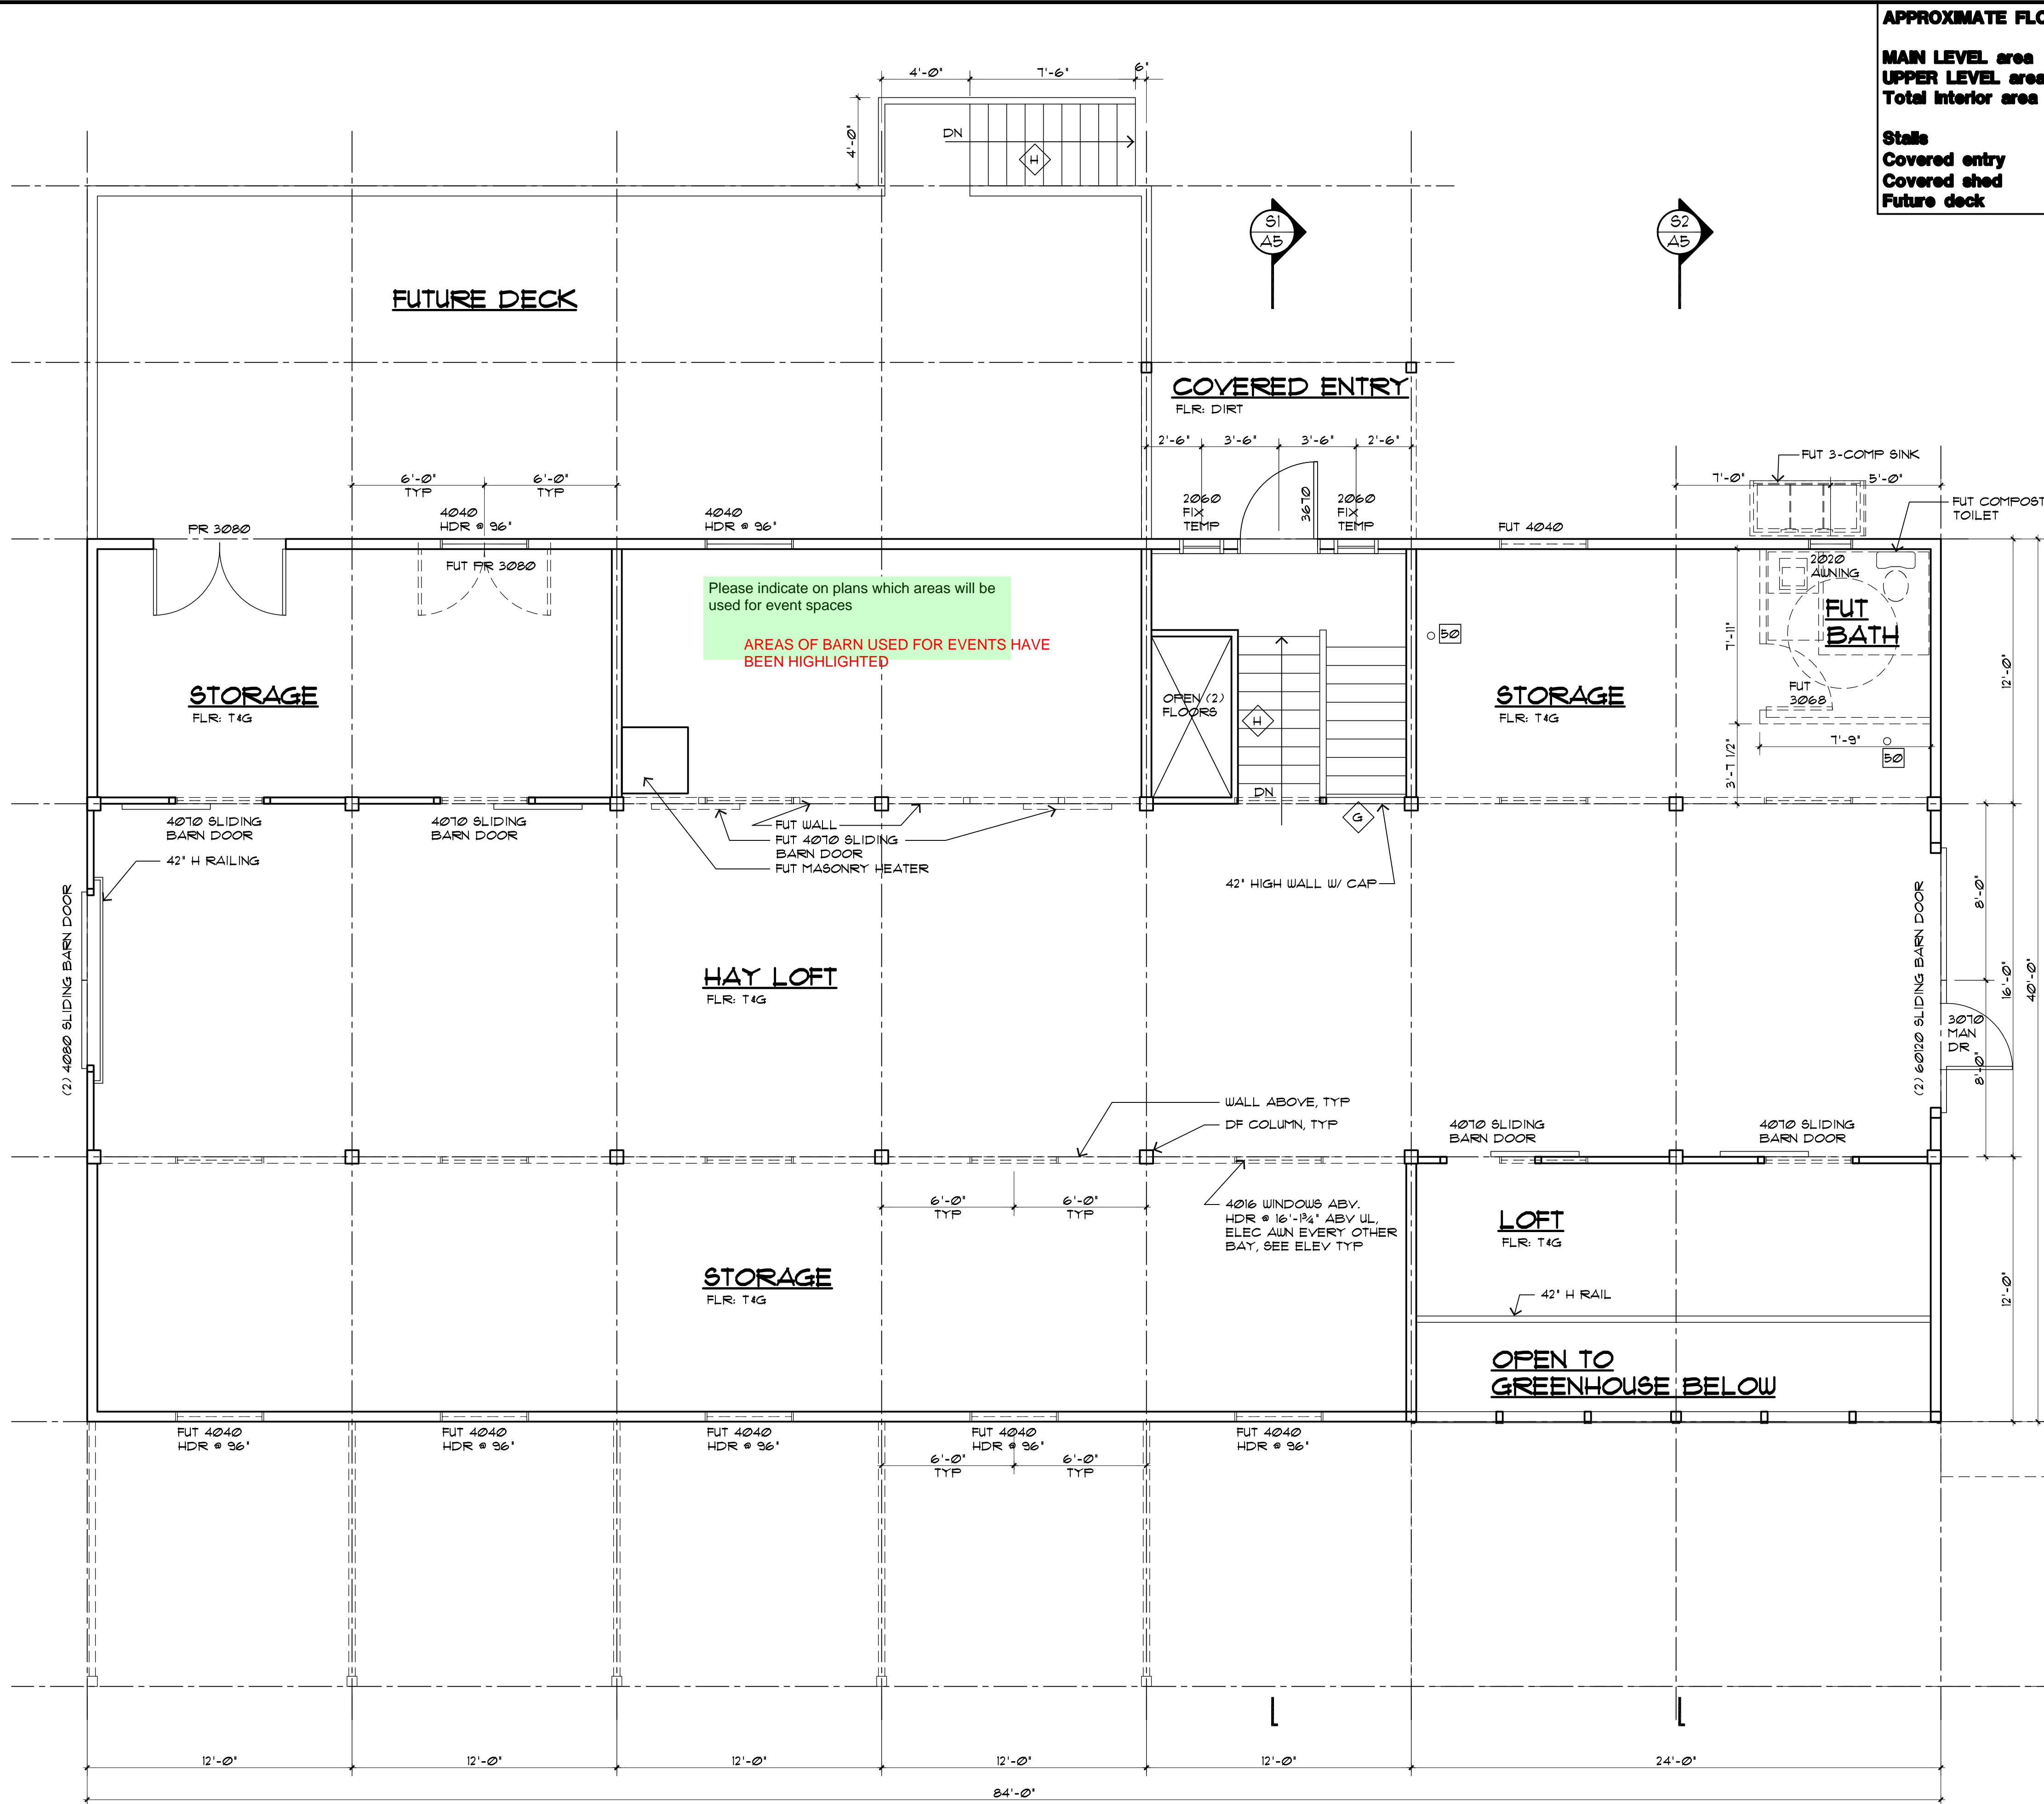 APPROXIMATE FLO
MAIN LEVEL area
UPPER LEVEL area
Total interior area
Stalls
Covered entry
Covered shed
Future deck
4'-0"
7'-6"
6"
4'-0"
DN
H
S1
A5
S2
A5
FUTURE DECK
COVERED ENTRY
FLR: DIRT
2'-6"
3'-6"
3'-6"
2'-6"
6'-0"
TYP
6'-0"
TYP
FUT 3-COMP SINK
7'-0"
5'-0"
FUT COMPOST
TOILET
PR 3080
4040
HDR @ 96"
4040
HDR @ 96"
2060
FIX
TEMP
3670
2060
FIX
TEMP
FUT 4040
FUT PR 3080
2020
AWNING
FUT
BATH
Please indicate on plans which areas will be
used for event spaces
AREAS OF BARN USED FOR EVENTS HAVE
BEEN HIGHLIGHTED
50
7'-11"
12'-0"
STORAGE
FLR: T&G
OPEN (2)
FLOORS
H
STORAGE
FLR: T&G
FUT
3068
7'-9"
50
3'-7 1/2"
DN
4070 SLIDING
BARN DOOR
4070 SLIDING
BARN DOOR
FUT WALL
FUT 4070 SLIDING
BARN DOOR
FUT MASONRY HEATER
G
42" H RAILING
42" HIGH WALL W/ CAP
(2) 4080 SLIDING BARN DOOR
(2) 60120 SLIDING BARN DOOR
8'-0"
16'-0"
40'-0"
HAY LOFT
FLR: T&G
3070
MAN
DR
8'-0"
WALL ABOVE, TYP
DF COLUMN, TYP
4070 SLIDING
BARN DOOR
4070 SLIDING
BARN DOOR
6'-0"
TYP
6'-0"
TYP
4016 WINDOWS ABV.
HDR @ 16'-1¾" ABV UL,
ELEC AWN EVERY OTHER
BAY, SEE ELEV TYP
LOFT
FLR: T&G
STORAGE
FLR: T&G
42" H RAIL
12'-0"
OPEN TO
GREENHOUSE BELOW
FUT 4040
HDR @ 96"
FUT 4040
HDR @ 96"
FUT 4040
HDR @ 96"
FUT 4040
HDR @ 96"
FUT 4040
HDR @ 96"
6'-0"
TYP
6'-0"
TYP
12'-0"
12'-0"
12'-0"
12'-0"
12'-0"
24'-0"
84'-0"